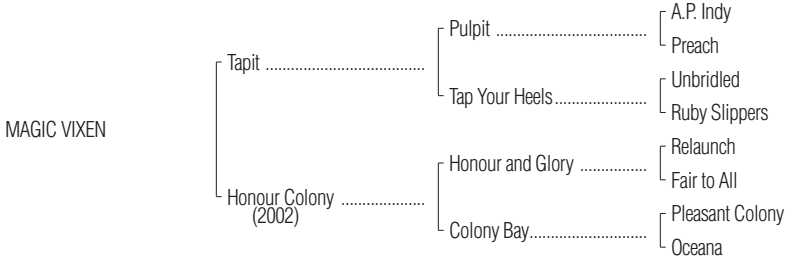 A.P. Indy
Pulpit ....................................
Preach
Tapit ......................................
Unbridled
Tap Your Heels......................
Ruby Slippers
MAGIC VIXEN
Relaunch
Honour and Glory ................
Fair to All
Honour Colony ....................
(2002)
Pleasant Colony
Colony Bay............................
Oceana